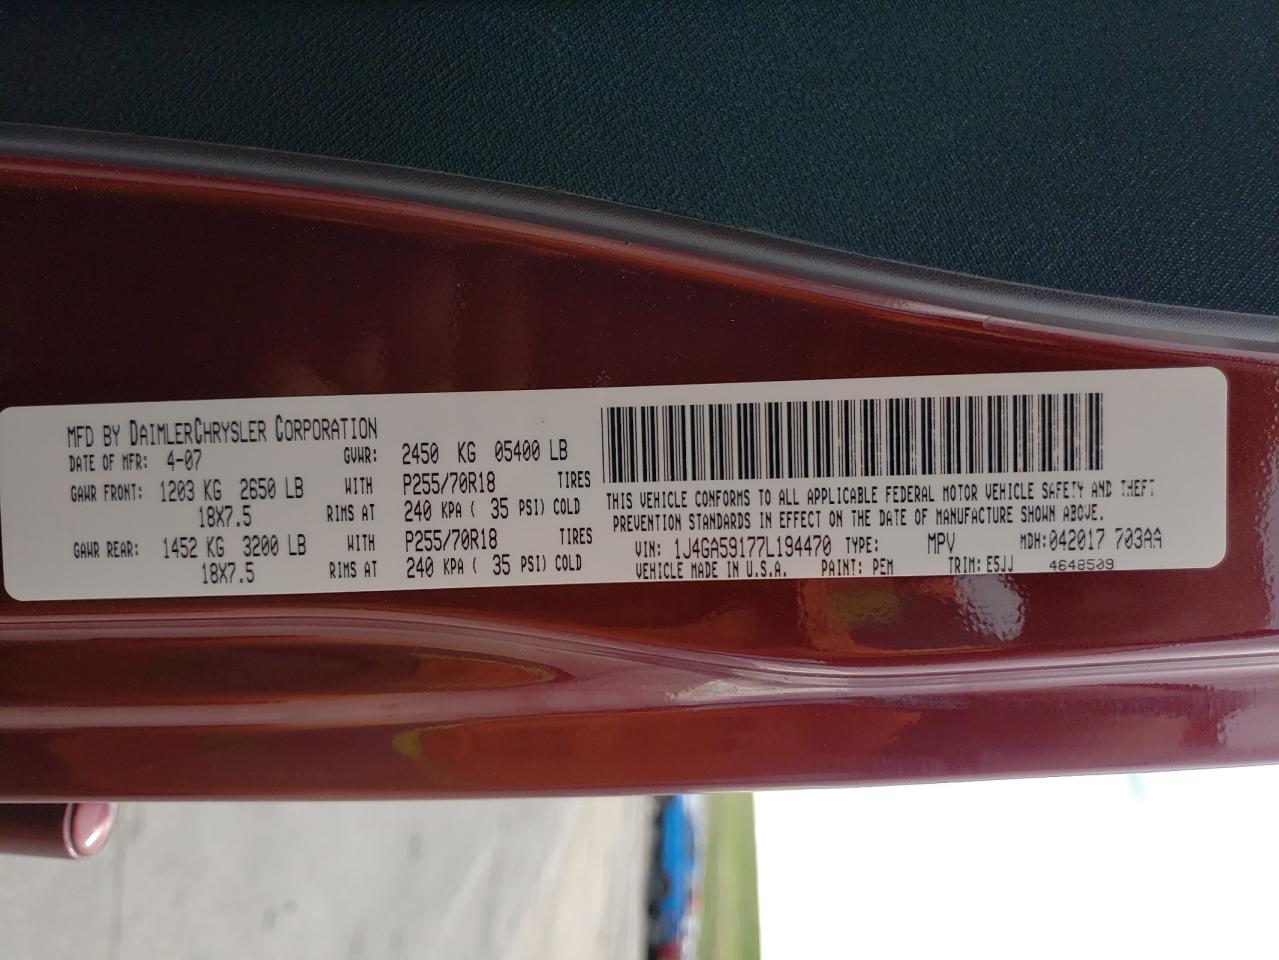 MFD BY DAIMLERCHRYSLER CORPORATION
DATE OF MFR: 4-07 GVWR: 2450 KG 05400 LB
GAWR FRONT: 1203 KG 2650 LB WITH P255/70R18 TIRES
18X7.5 RIMS AT 240 KPA ( 35 PSI) COLD
GAWR REAR: 1452 KG 3200 LB WITH P255/70R18 TIRES
18X7.5 RIMS AT 240 KPA ( 35 PSI) COLD
THIS VEHICLE CONFORMS TO ALL APPLICABLE FEDERAL MOTOR VEHICLE SAFETY AND THEFT
PREVENTION STANDARDS IN EFFECT ON THE DATE OF MANUFACTURE SHOWN ABOVE.
VIN: 1J4GA59177L194470 TYPE: MPV MDH:042017 703AA
VEHICLE MADE IN U.S.A. PAINT: PEM TRIM: E5JJ 4648509